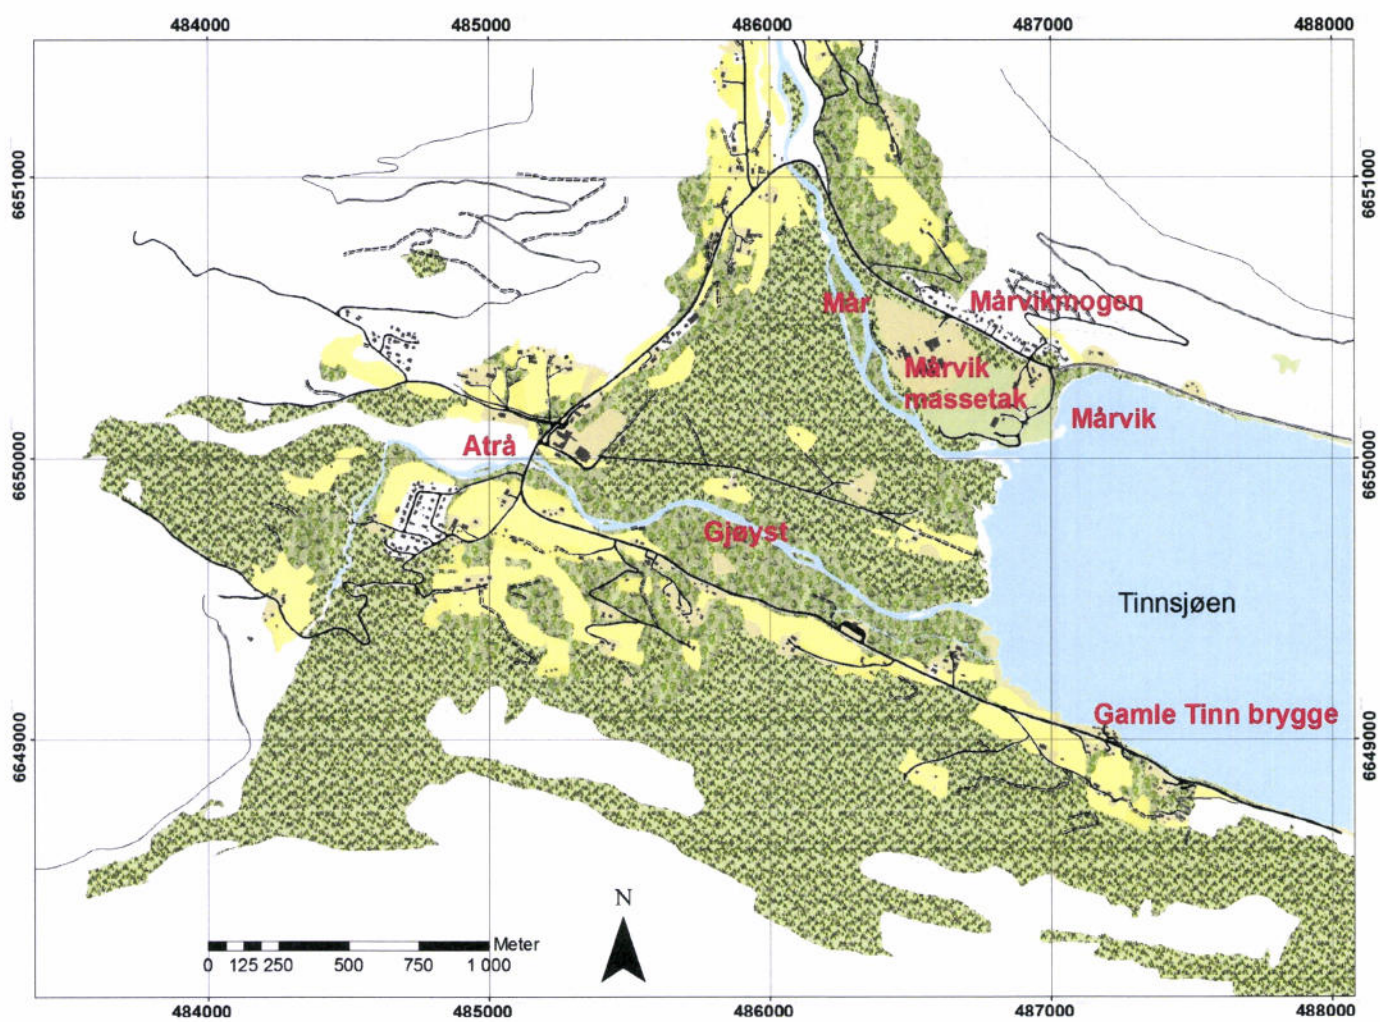 484000 485000 486000 487000 488000
6651000 6651000
Mår Mårvikmogen
Mårvik
massetak
Mårvik
Atrå
6650000 6650000
Gjøyst
Tinnsjøen
Gamle Tinn brygge
6649000 6649000
N
Meter
0 125 250 500 750 1 000
484000 485000 486000 487000 488000